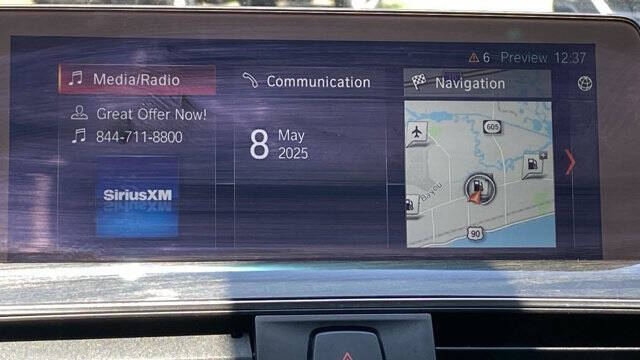 6 Preview 12:37
Media/Radio
Communication
Navigation
Great Offer Now!
844-711-8800
SiriusXM
8 May
2025
605
Bayou
90